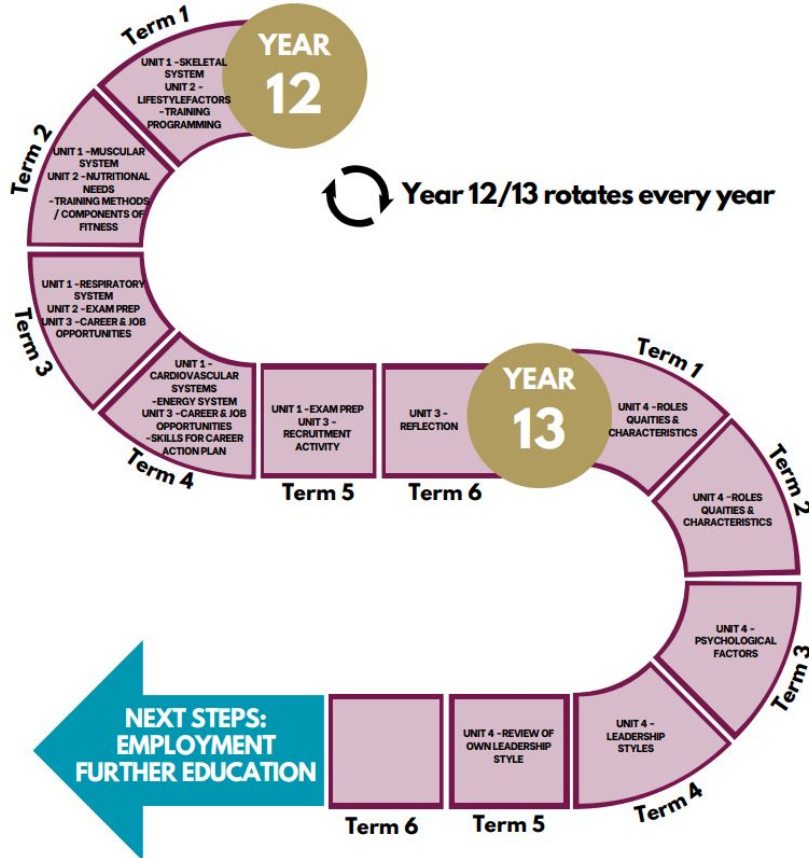 Term 1
YEAR
12
UNIT 1 -SKELETAL
SYSTEM
UNIT 2 -
LIFESTYLEFACTORS
-TRAINING
PROGRAMMING
Term 2
UNIT 1 -MUSCULAR
SYSTEM
UNIT 2 -NUTRITIONAL
NEEDS
-TRAINING METHODS
/ COMPONENTS OF
FITNESS
Year 12/13 rotates every year
Term 3
UNIT 1 -RESPIRATORY
SYSTEM
UNIT 2 -EXAM PREP
UNIT 3 -CAREER & JOB
OPPORTUNITIES
Term 4
UNIT 1 -
CARDIOVASCULAR
SYSTEMS
-ENERGY SYSTEM
UNIT 3 -CAREER & JOB
OPPORTUNITIES
-SKILLS FOR CAREER
ACTION PLAN
UNIT 1 -EXAM PREP
UNIT 3 -
RECRUITMENT
ACTIVITY
Term 5
UNIT 3 -
REFLECTION
Term 6
YEAR
13
Term 1
UNIT 4 -ROLES
QUAITIES &
CHARACTERISTICS
Term 2
UNIT 4 -ROLES
QUAITIES &
CHARACTERISTICS
Term 3
UNIT 4 -
PSYCHOLOGICAL
FACTORS
Term 4
UNIT 4 -
LEADERSHIP
STYLES
UNIT 4 -REVIEW OF
OWN LEADERSHIP
STYLE
Term 5
Term 6
NEXT STEPS:
EMPLOYMENT
FURTHER EDUCATION